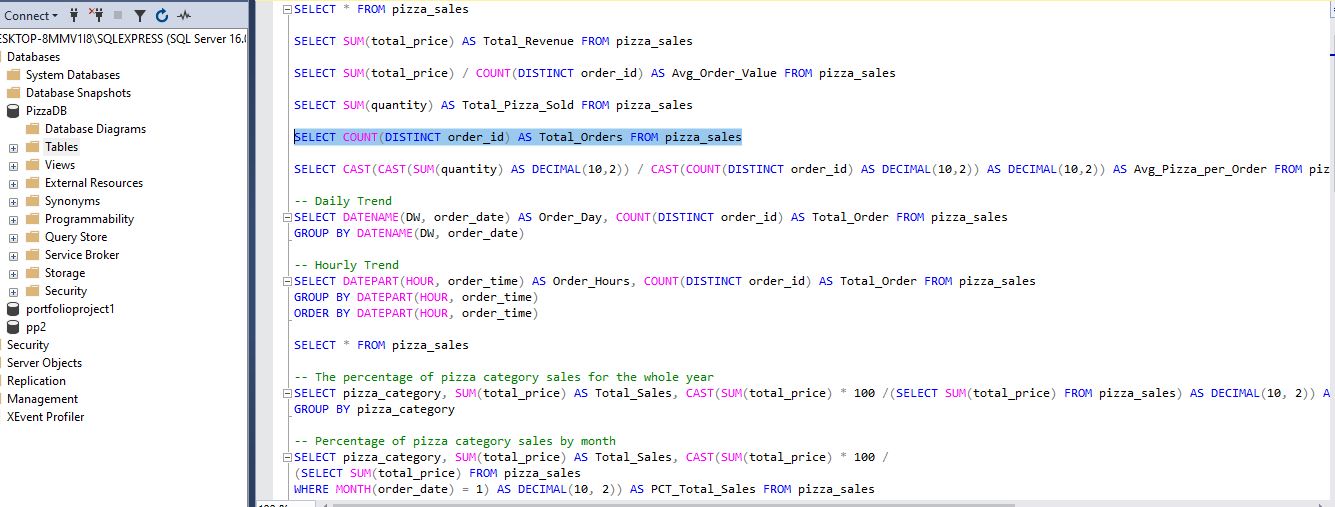 Connect
ESKTOP-8MMV1I8\SQLEXPRESS (SQL Server 16.0
Databases
System Databases
Database Snapshots
PizzaDB
Database Diagrams
Tables
Views
External Resources
Synonyms
Programmability
Query Store
Service Broker
Storage
Security
portfolioproject1
pp2
Security
Server Objects
Replication
Management
XEvent Profiler
SELECT * FROM pizza_sales
SELECT SUM(total_price) AS Total_Revenue FROM pizza_sales
SELECT SUM(total_price) / COUNT(DISTINCT order_id) AS Avg_Order_Value FROM pizza_sales
SELECT SUM(quantity) AS Total_Pizza_Sold FROM pizza_sales
SELECT COUNT(DISTINCT order_id) AS Total_Orders FROM pizza_sales
SELECT CAST(CAST(SUM(quantity) AS DECIMAL(10,2)) / CAST(COUNT(DISTINCT order_id) AS DECIMAL(10,2)) AS DECIMAL(10,2)) AS Avg_Pizza_per_Order FROM piz
-- Daily Trend
SELECT DATENAME(DW, order_date) AS Order_Day, COUNT(DISTINCT order_id) AS Total_Order FROM pizza_sales
GROUP BY DATENAME(DW, order_date)
-- Hourly Trend
SELECT DATEPART(HOUR, order_time) AS Order_Hours, COUNT(DISTINCT order_id) AS Total_Order FROM pizza_sales
GROUP BY DATEPART(HOUR, order_time)
ORDER BY DATEPART(HOUR, order_time)
SELECT * FROM pizza_sales
-- The percentage of pizza category sales for the whole year
SELECT pizza_category, SUM(total_price) AS Total_Sales, CAST(SUM(total_price) * 100 /(SELECT SUM(total_price) FROM pizza_sales) AS DECIMAL(10, 2)) A
GROUP BY pizza_category
-- Percentage of pizza category sales by month
SELECT pizza_category, SUM(total_price) AS Total_Sales, CAST(SUM(total_price) * 100 /
(SELECT SUM(total_price) FROM pizza_sales
WHERE MONTH(order_date) = 1) AS DECIMAL(10, 2)) AS PCT_Total_Sales FROM pizza_sales